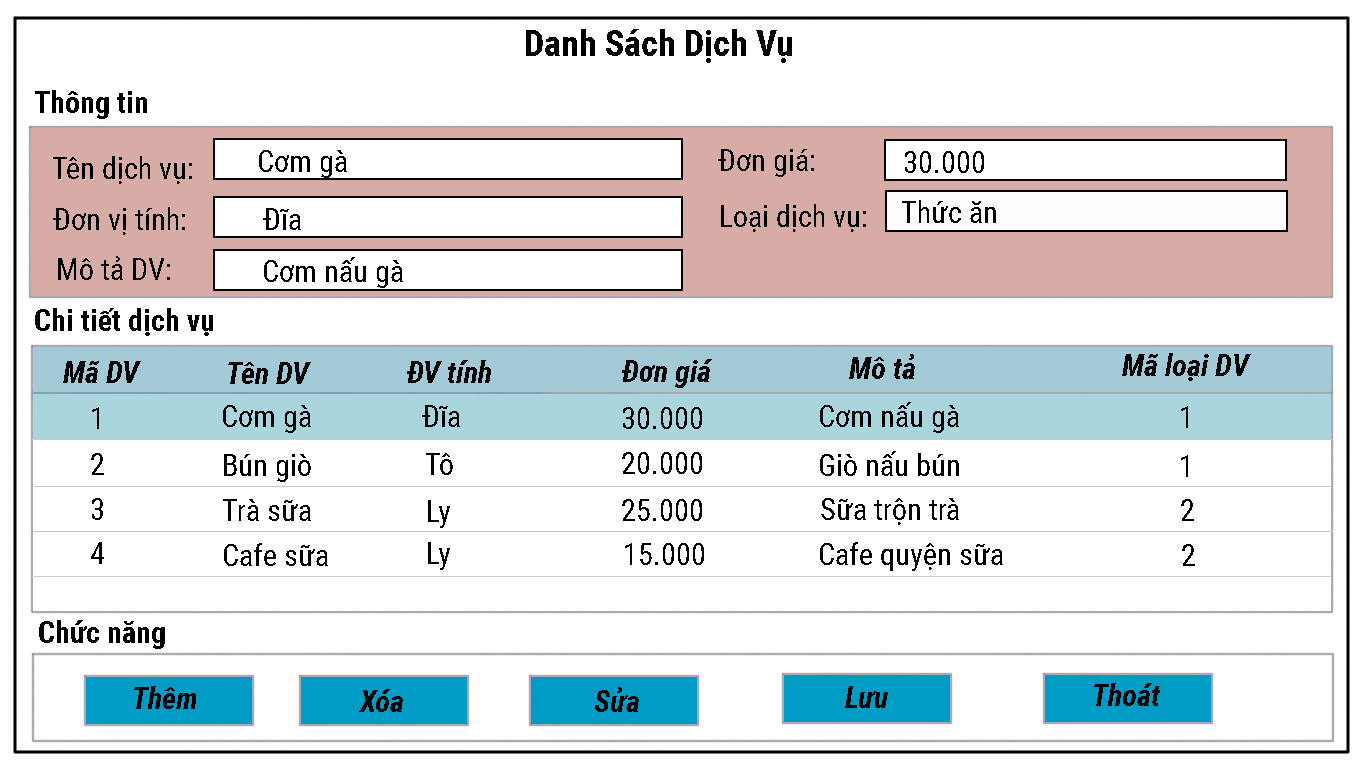 Danh Sách Dịch Vụ
Thông tin
Tên dịch vụ: Cơm gà Đơn giá: 30.000
Đơn vị tính: Đĩa Loại dịch vụ: Thức ăn
Mô tả DV: Cơm nấu gà
Chi tiết dịch vụ
Mã DV Tên DV ĐV tính Đơn giá Mô tả Mã loại DV
1 Cơm gà Đĩa 30.000 Cơm nấu gà 1
2 Bún giò Tô 20.000 Giò nấu bún 1
3 Trà sữa Ly 25.000 Sữa trộn trà 2
4 Cafe sữa Ly 15.000 Cafe quyện sữa 2
Chức năng
Thêm Xóa Sửa Lưu Thoát